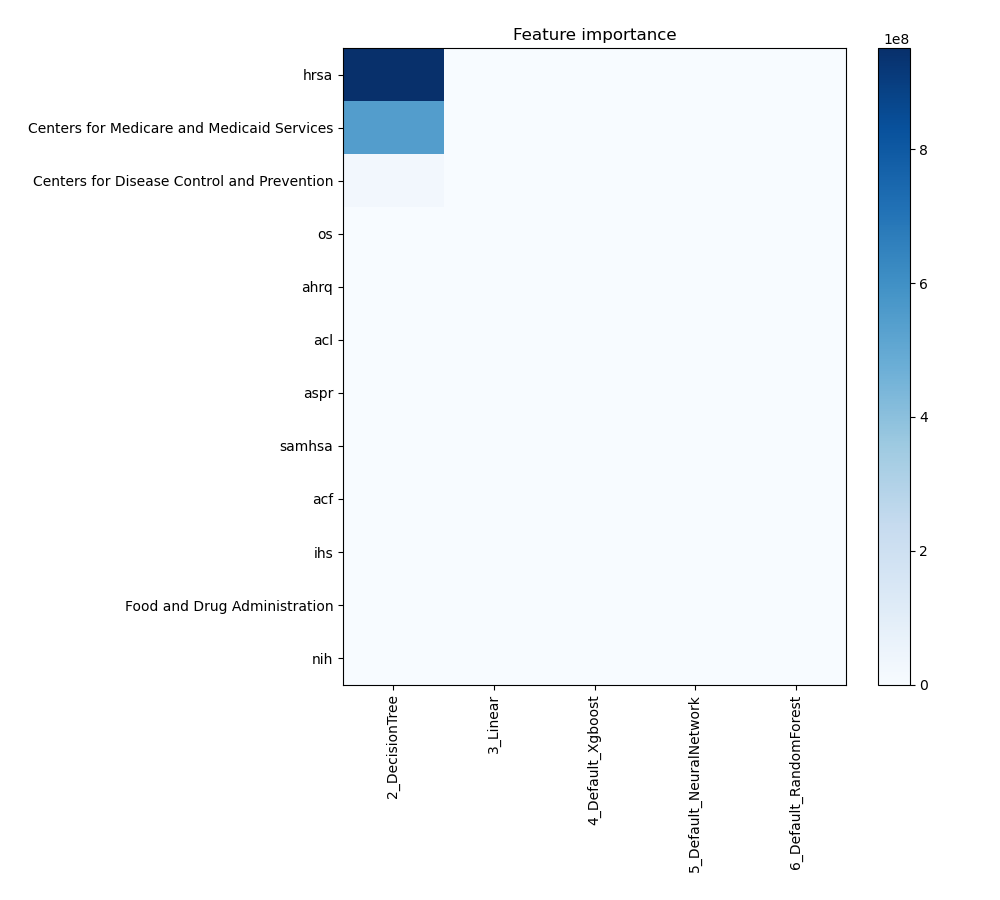 Feature importance
1e8
hrsa
Centers for Medicare and Medicaid Services
Centers for Disease Control and Prevention
os
ahrq
acl
aspr
samhsa
acf
ihs
Food and Drug Administration
nih
8
6
4
2
0
2_DecisionTree
3_Linear
4_Default_Xgboost
5_Default_NeuralNetwork
6_Default_RandomForest